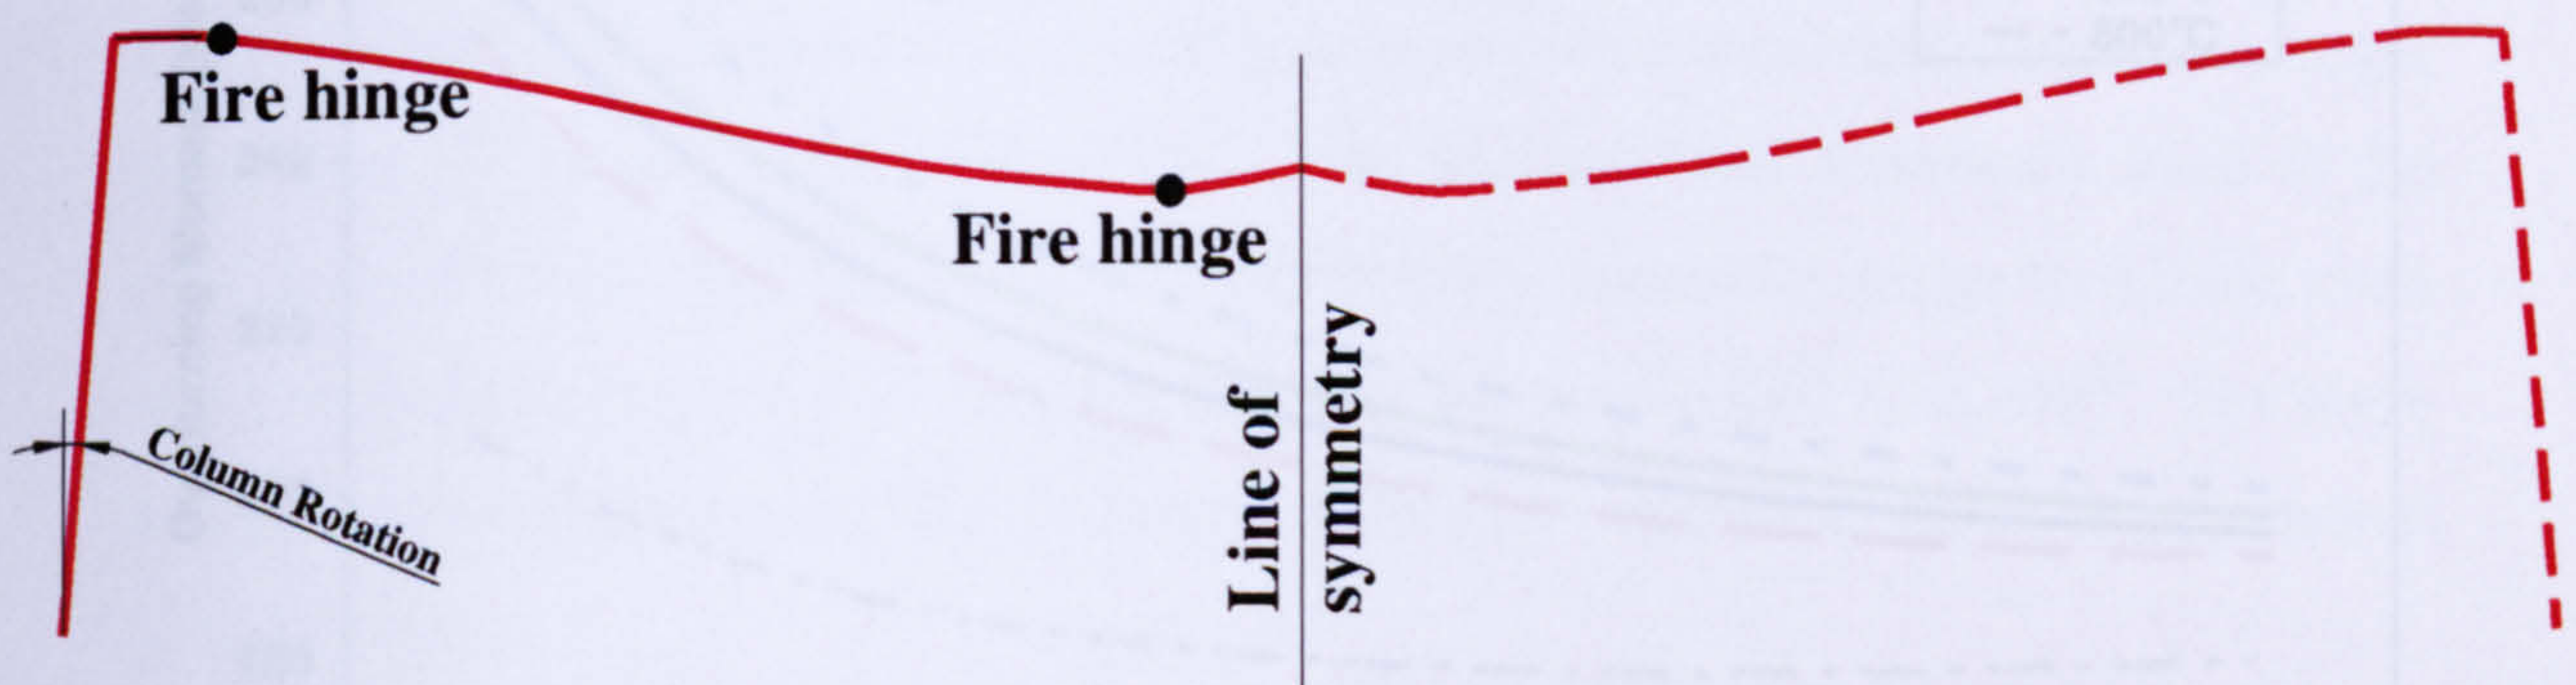 Fire hinge
Fire hinge
Column Rotation
Line of
symmetry